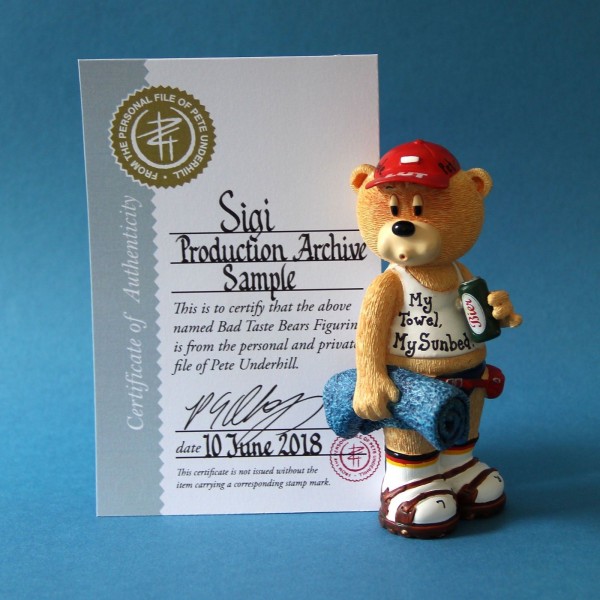 FROM THE PERSONAL FILE OF PETE UNDERHILL·
Certificate of Authenticity
Sigi
Production Archive
Sample
This is to certify that the above
named Bad Taste Bears Figurin
is from the personal and private
file of Pete Underhill.
date 10 June 2018
This certificate is not issued without the
item carrying a corresponding stamp mark.
My
Towel,
My Sunbed.
Bier